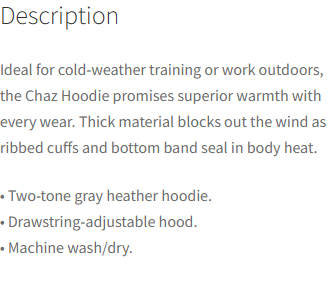 Description
Ideal for cold-weather training or work outdoors,
the Chaz Hoodie promises superior warmth with
every wear. Thick material blocks out the wind as
ribbed cuffs and bottom band seal in body heat.
• Two-tone gray heather hoodie.
• Drawstring-adjustable hood.
• Machine wash/dry.